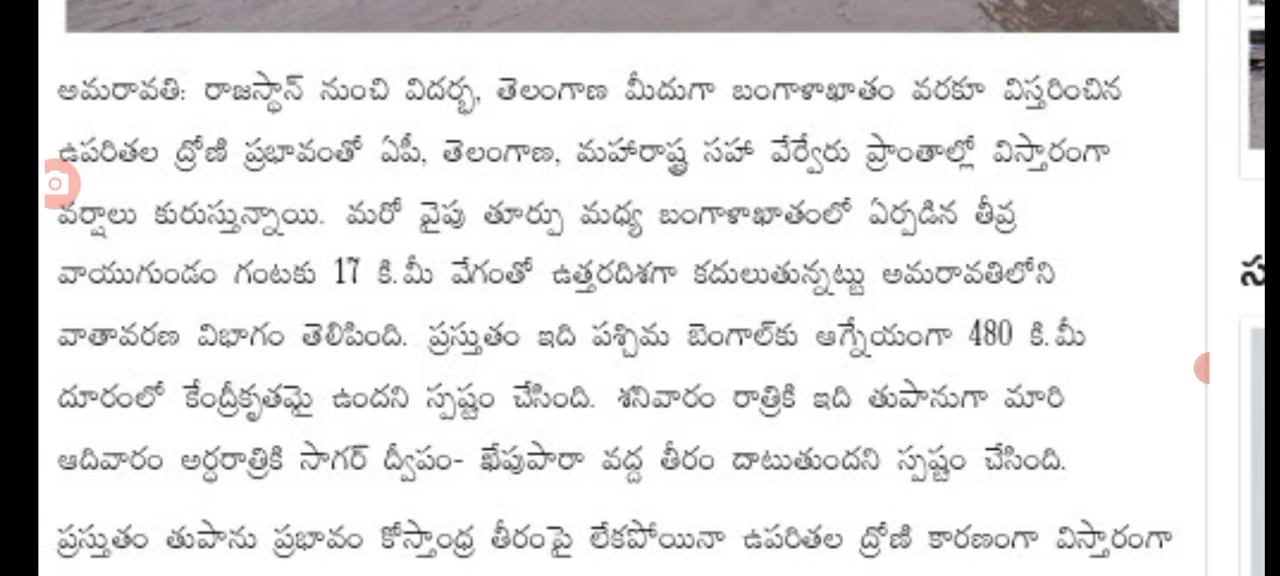 అమరావతి: రాజస్థాన్ నుంచి విదర్భ, తెలంగాణ మీదుగా బంగాళాఖాతం వరకూ విస్తరించిన
ఉపరితల ద్రోణి ప్రభావంతో ఏపీ, తెలంగాణ, మహారాష్ట్ర సహా వేర్వేరు ప్రాంతాల్లో విస్తారంగా
వర్షాలు కురుస్తున్నాయి. మరో వైపు తూర్పు మధ్య బంగాళాఖాతంలో ఏర్పడిన తీవ్ర
వాయుగుండం గంటకు 17 కి.మీ వేగంతో ఉత్తరదిశగా కదులుతున్నట్టు అమరావతిలోని
వాతావరణ విభాగం తెలిపింది. ప్రస్తుతం ఇది పశ్చిమ బెంగాల్‌కు ఆగ్నేయంగా 480 కి.మీ
దూరంలో కేంద్రీకృతమై ఉందని స్పష్టం చేసింది. శనివారం రాత్రికి ఇది తుపానుగా మారి
ఆదివారం అర్ధరాత్రికి సాగర్ ద్వీపం- ఖేపుపారా వద్ద తీరం దాటుతుందని స్పష్టం చేసింది.
ప్రస్తుతం తుపాను ప్రభావం కోస్తాంధ్ర తీరంపై లేకపోయినా ఉపరితల ద్రోణి కారణంగా విస్తారంగా